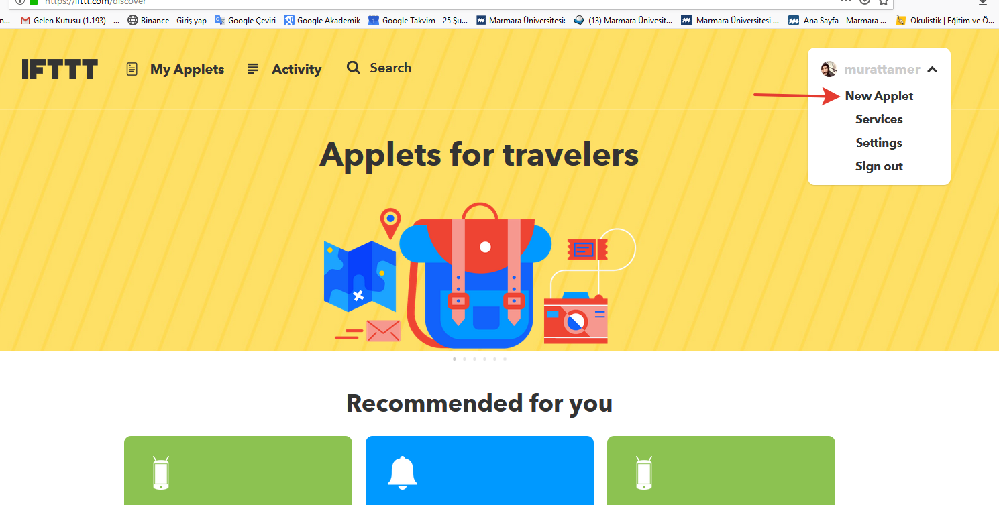 https://ifttt.com/discover
n... Gelen Kutusu (1.193) - ... Binance - Giriş yap Google Çeviri Google Akademik 1 Google Takvim - 25 Şu... Marmara Üniversitesi: (13) Marmara Ünivesit... Marmara Üniversitesi ... Ana Sayfa - Marmara ... Okulistik | Eğitim ve Ö...
IFTTT My Applets Activity Search murattamer
New Applet
Services
Settings
Sign out
Applets for travelers
Recommended for you